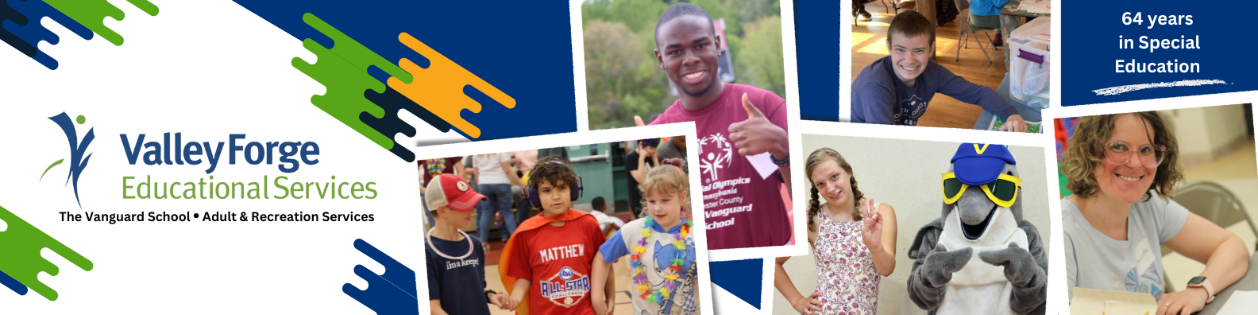 Valley Forge
Educational Services
The Vanguard School • Adult & Recreation Services
64 years
in Special
Education
I'm a keeper
MATTHEW
ALL-STAR
Special Olympics
Pennsylvania
Chester County
Vanguard
School
V